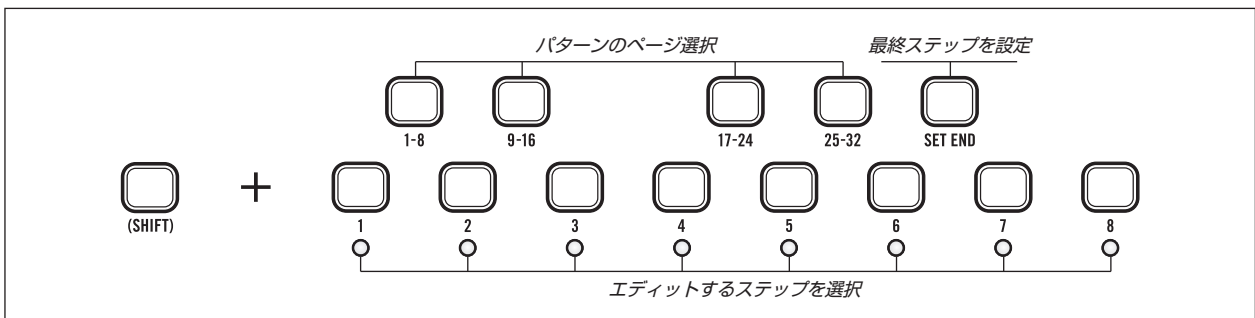 パターンのページ選択 最終ステップを設定
1-8 9-16 17-24 25-32 SET END
+
(SHIFT) 1 2 3 4 5 6 7 8
エディットするステップを選択